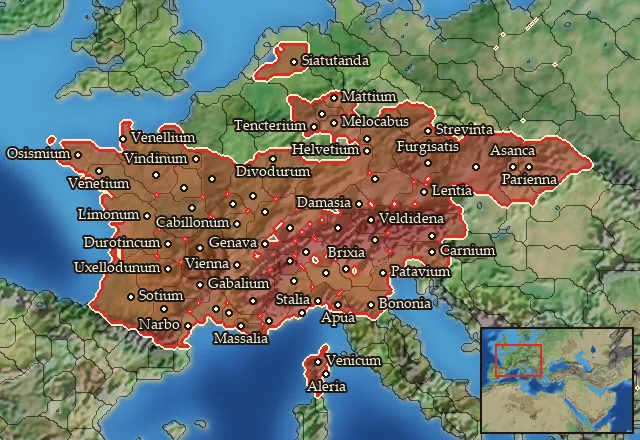 Siatutanda
Mattium
Tencterium
Melocabus
Strevinta
Venellium
Osismium
Vindinum
Helvetium
Furgisatis
Asanca
Divodurum
Venetium
Parienna
Lentia
Damasia
Limonum
Cabillonum
Veldidena
Durotincum
Genava
Carnium
Brixia
Uxellodunum
Vienna
Patavium
Gabalium
Sotium
Stalia
Bononia
Narbo
Apua
Massalia
Venicum
Aleria